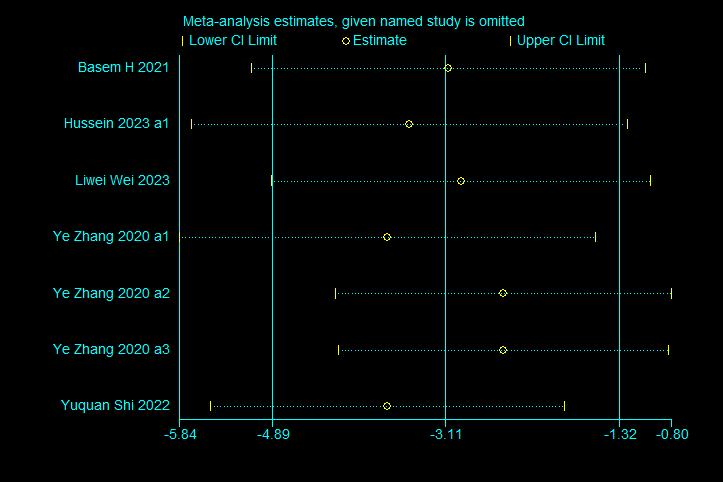 Meta-analysis estimates, given named study is omitted
Lower CI Limit Estimate Upper CI Limit
Basem H 2021
Hussein 2023 a1
Liwei Wei 2023
Ye Zhang 2020 a1
Ye Zhang 2020 a2
Ye Zhang 2020 a3
Yuquan Shi 2022
-5.84 -4.89 -3.11 -1.32 -0.80